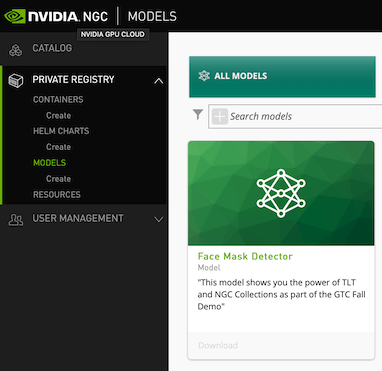 NVIDIA. NGC | MODELS
NVIDIA GPU CLOUD
CATALOG
PRIVATE REGISTRY
CONTAINERS
Create
HELM CHARTS
Create
MODELS
Create
RESOURCES
USER MANAGEMENT
ALL MODELS
Search models
Face Mask Detector
Model
"This model shows you the power of TLT
and NGC Collections as part of the GTC Fall
Demo"
Download